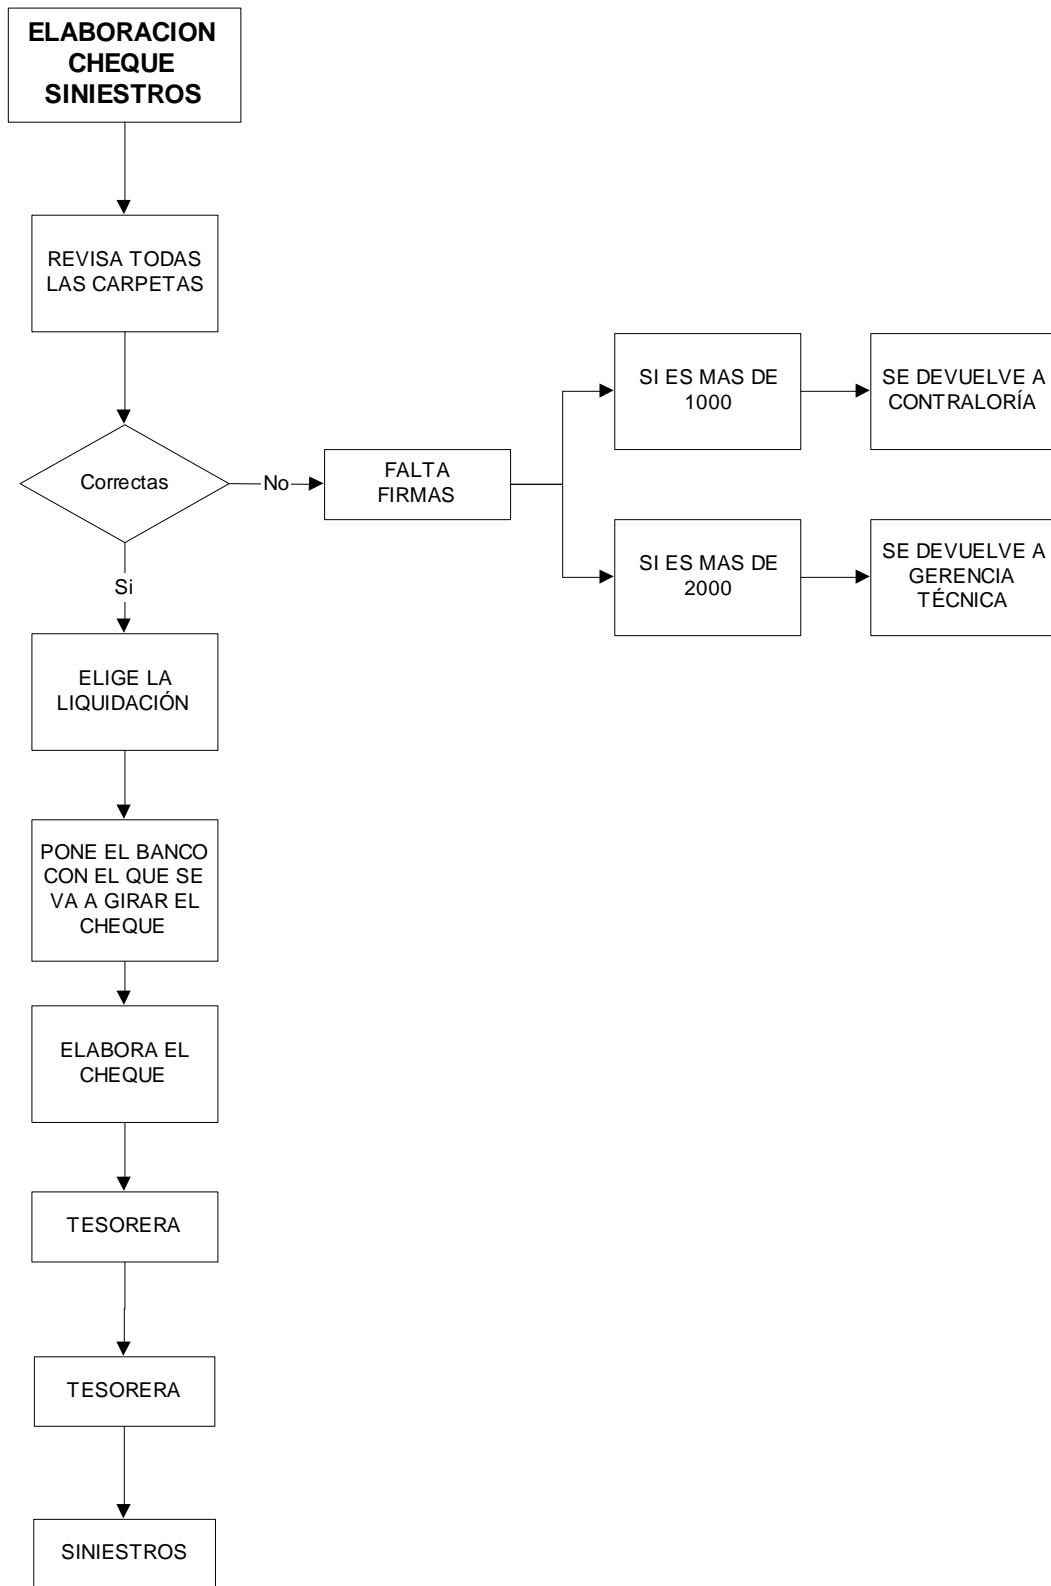 ELABORACION
CHEQUE
SINIESTROS
REVISA TODAS
LAS CARPETAS
Correctas
No
FALTA
FIRMAS
SI ES MAS DE
1000
SE DEVUELVE A
CONTRALORÍA
SI ES MAS DE
2000
SE DEVUELVE A
GERENCIA
TÉCNICA
Si
ELIGE LA
LIQUIDACIÓN
PONE EL BANCO
CON EL QUE SE
VA A GIRAR EL
CHEQUE
ELABORA EL
CHEQUE
TESORERA
TESORERA
SINIESTROS